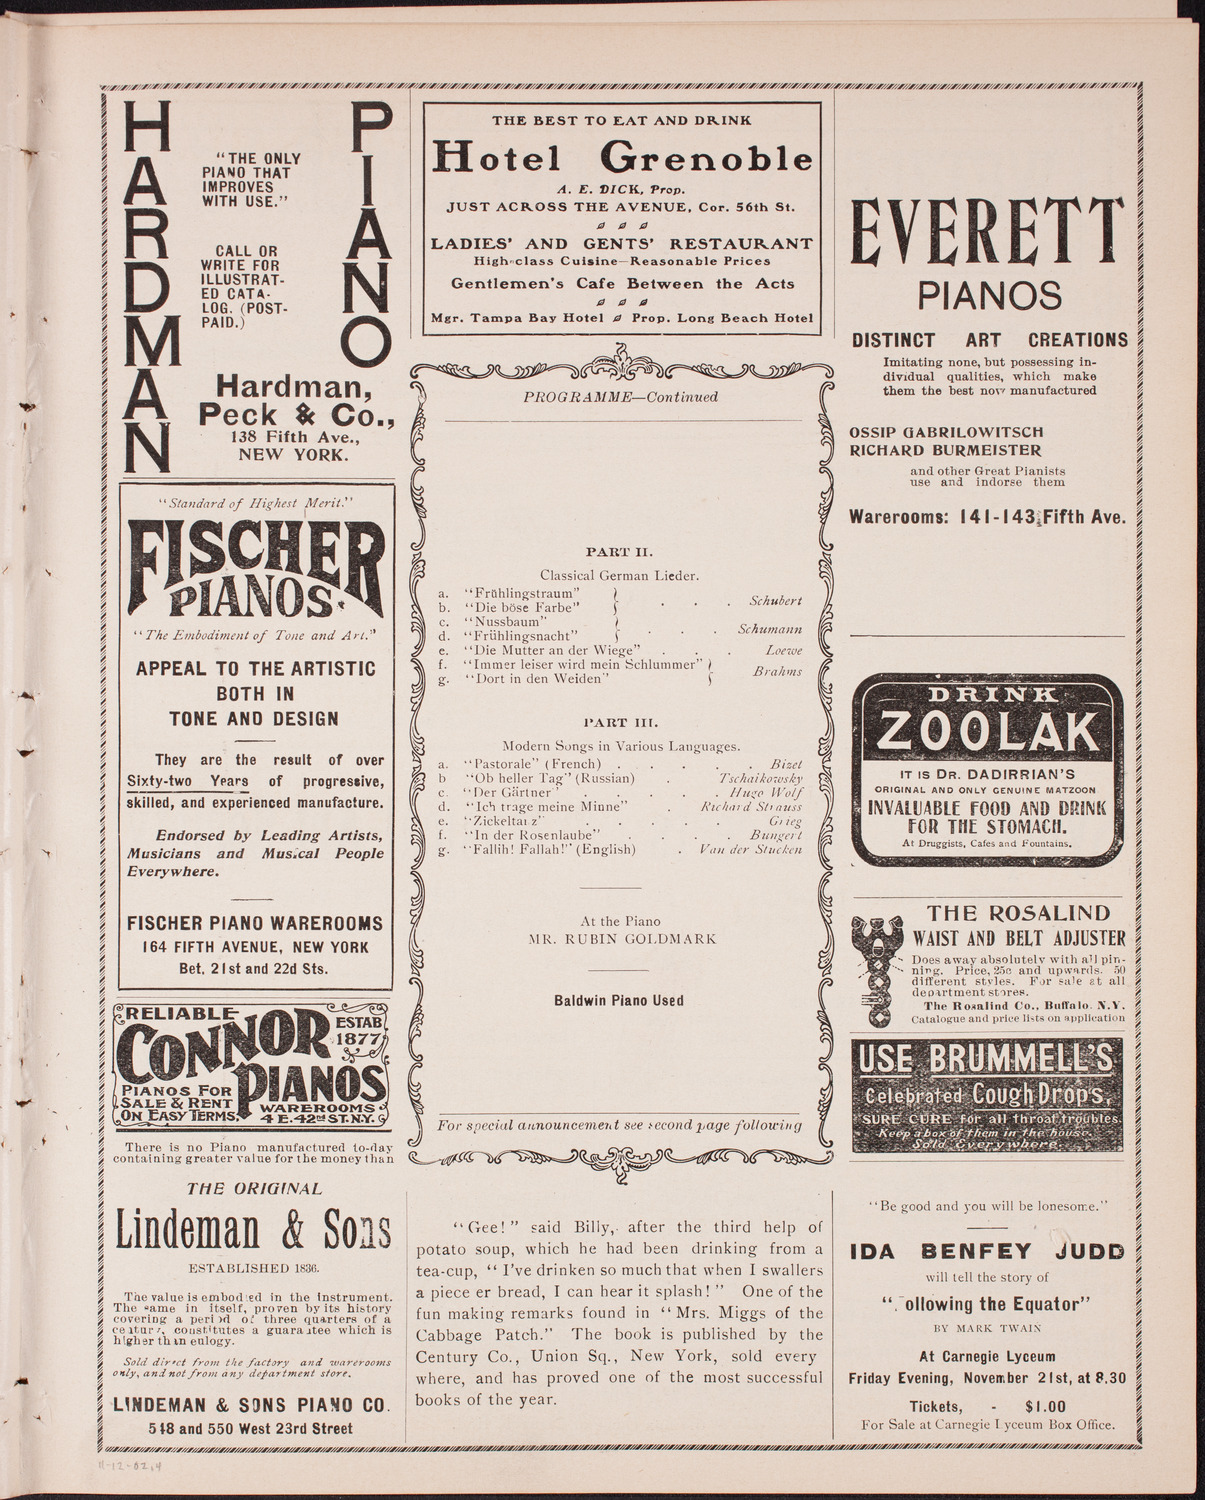 HARDMAN
PIANO
"THE ONLY
PIANO THAT
IMPROVES
WITH USE."
CALL OR
WRITE FOR
ILLUSTRAT-
ED CATA-
LOG. (POST-
PAID.)
Hardman,
Peck & Co.,
138 Fifth Ave.,
NEW YORK.
"Standard of Highest Merit."
FISCHER
PIANOS.
"The Embodiment of Tone and Art."
APPEAL TO THE ARTISTIC
BOTH IN
TONE AND DESIGN
They are the result of over
Sixty-two Years of progressive,
skilled, and experienced manufacture.
Endorsed by Leading Artists,
Musicians and Musical People
Everywhere.
FISCHER PIANO WAREROOMS
164 FIFTH AVENUE, NEW YORK
Bet. 21st and 22d Sts.
RELIABLE
CONNOR
ESTAB
1877
PIANOS
PIANOS FOR
SALE & RENT
ON EASY TERMS.
WAREROOMS
4 E. 42nd ST. N.Y.
There is no Piano manufactured to-day
containing greater value for the money than
THE ORIGINAL
Lindeman & Sons
ESTABLISHED 1836.
The value is embodied in the instrument.
The same in itself, proven by its history
covering a period of three quarters of a
century, constitutes a guarantee which is
higher than eulogy.
Sold direct from the factory and warerooms
only, and not from any department store.
LINDEMAN & SONS PIANO CO.
548 and 550 West 23rd Street
THE BEST TO EAT AND DRINK
Hotel Grenoble
A. E. DICK, Prop.
JUST ACROSS THE AVENUE, Cor. 56th St.
LADIES' AND GENTS' RESTAURANT
High-class Cuisine—Reasonable Prices
Gentlemen's Cafe Between the Acts
Mgr. Tampa Bay Hotel Prop. Long Beach Hotel
PROGRAMME—Continued
PART II.
Classical German Lieder.
a. "Frühlingstraum"
b. "Die böse Farbe" . . . Schubert
c. "Nussbaum"
d. "Frühlingsnacht" . . . Schumann
e. "Die Mutter an der Wiege" . . . Loewe
f. "Immer leiser wird mein Schlummer"
g. "Dort in den Weiden" Brahms
PART III.
Modern Songs in Various Languages.
a. "Pastorale" (French) . . . . . Bizet
b "Ob heller Tag" (Russian) . Tschaikowsky
c. "Der Gärtner" . . . . . Hugo Wolf
d. "Ich trage meine Minne" . Richard Strauss
e. "Zickeltanz" . . . . . Grieg
f. "In der Rosenlaube" . . . . Bungert
g. "Fallih! Fallah!" (English) . Van der Stucken
At the Piano
MR. RUBIN GOLDMARK
Baldwin Piano Used
For special announcement see second page following
"Gee!" said Billy, after the third help of
potato soup, which he had been drinking from a
tea-cup, "I've drinken so much that when I swallers
a piece er bread, I can hear it splash!" One of the
fun making remarks found in "Mrs. Miggs of the
Cabbage Patch." The book is published by the
Century Co., Union Sq., New York, sold every
where, and has proved one of the most successful
books of the year.
EVERETT
PIANOS
DISTINCT ART CREATIONS
Imitating none, but possessing in-
dividual qualities, which make
them the best now manufactured
OSSIP GABRILOWITSCH
RICHARD BURMEISTER
and other Great Pianists
use and indorse them
Warerooms: 141-143 Fifth Ave.
DRINK
ZOOLAK
IT IS DR. DADIRRIAN'S
ORIGINAL AND ONLY GENUINE MATZOON
INVALUABLE FOOD AND DRINK
FOR THE STOMACH.
At Druggists, Cafes and Fountains.
THE ROSALIND
WAIST AND BELT ADJUSTER
Does away absolutely with all pin-
ning. Price, 25c and upwards. 50
different styles. For sale at all
department stores.
The Rosalind Co., Buffalo. N.Y.
Catalogue and price lists on application
USE BRUMMELL'S
Celebrated Cough Drops,
SURE CURE for all throat troubles.
Keep a box of them in the house.
Sold Everywhere.
"Be good and you will be lonesome."
IDA BENFEY JUDD
will tell the story of
"ollowing the Equator"
BY MARK TWAIN
At Carnegie Lyceum
Friday Evening, November 21st, at 8.30
Tickets, - $1.00
For Sale at Carnegie Lyceum Box Office.
11-12-02,4